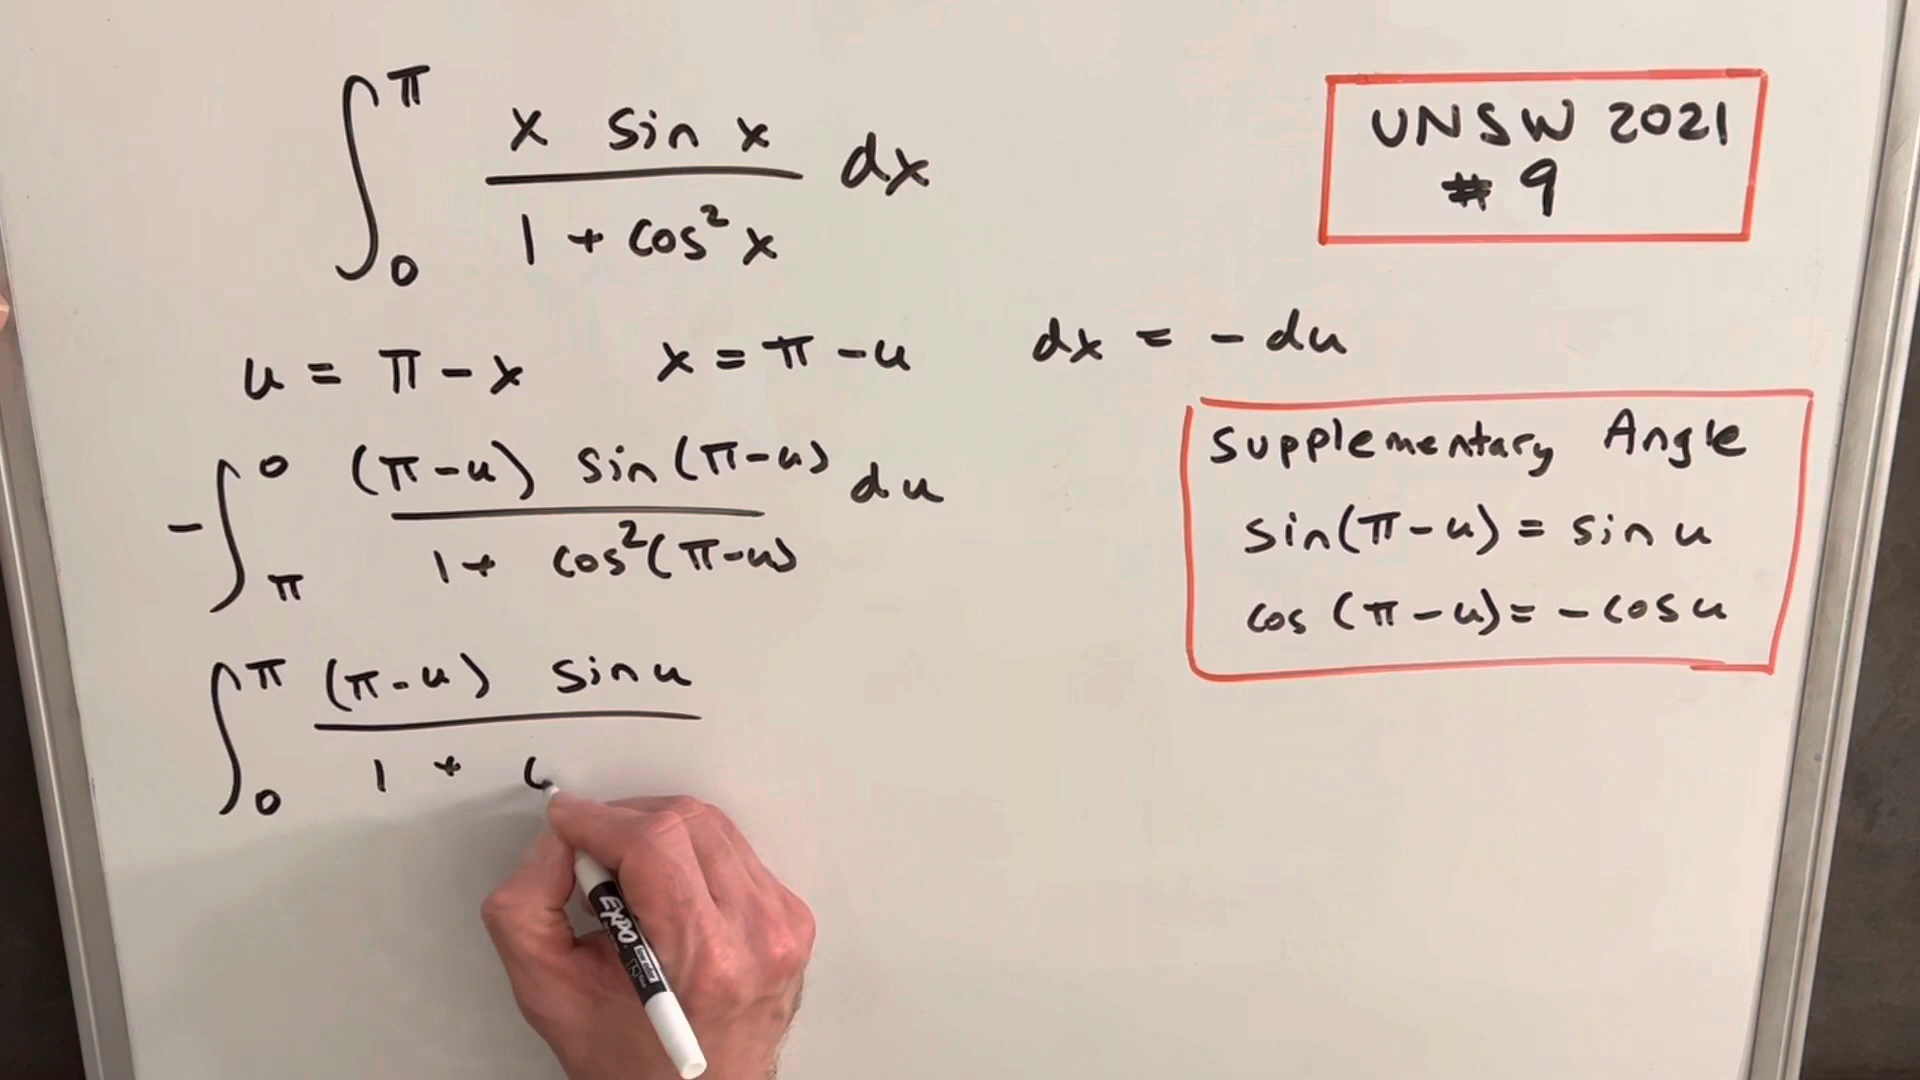 ∫₀^π (x sin x)/(1 + cos² x) dx
UNSW 2021
# 9
u = π - x   x = π - u   dx = - du
-∫_π^0 ((π-u) sin(π-u))/(1 + cos²(π-u)) du
Supplementary Angle
sin(π-u) = sin u
cos(π-u) = - cos u
∫₀^π ((π-u) sin u)/(1 + c
EXPO